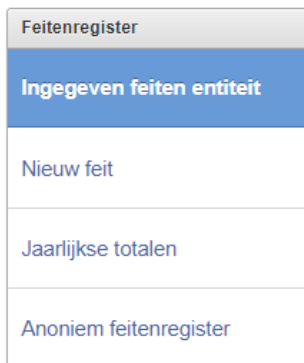 Feitenregister
Ingegeven feiten entiteit
Nieuw feit
Jaarlijkse totalen
Anoniem feitenregister